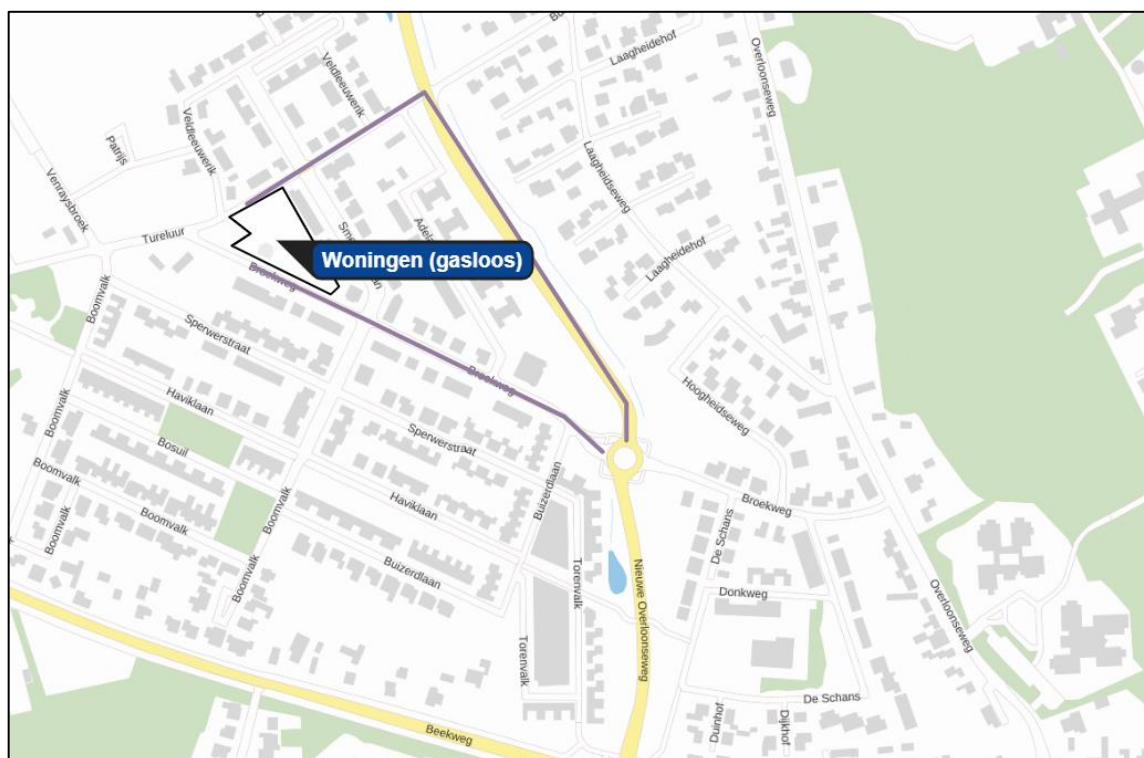 Laagheidehof
Overloonseweg
Veldleeuwerik
Veldleeuwerik
Patrijs
Venraysbroek
Laagheidseweg
Tureluur
Woningen (gasloos)
Laagheidehof
Broekweg
Boomvalk
Sperwerstraat
Broekweg
Hoogheidseweg
Haviklaan
Boomvalk
Bosuil
Sperwerstraat
Boomvalk
Boomvalk
Boomvalk
Haviklaan
Buizerdlaan
Broekweg
De Schans
Boomvalk
Buizerdlaan
Torenvalk
Nieuwe Overloonseweg
Donkweg
Overloonseweg
Boomvalk
Torenvalk
De Schans
Duinhof
Dijkhof
Beekweg